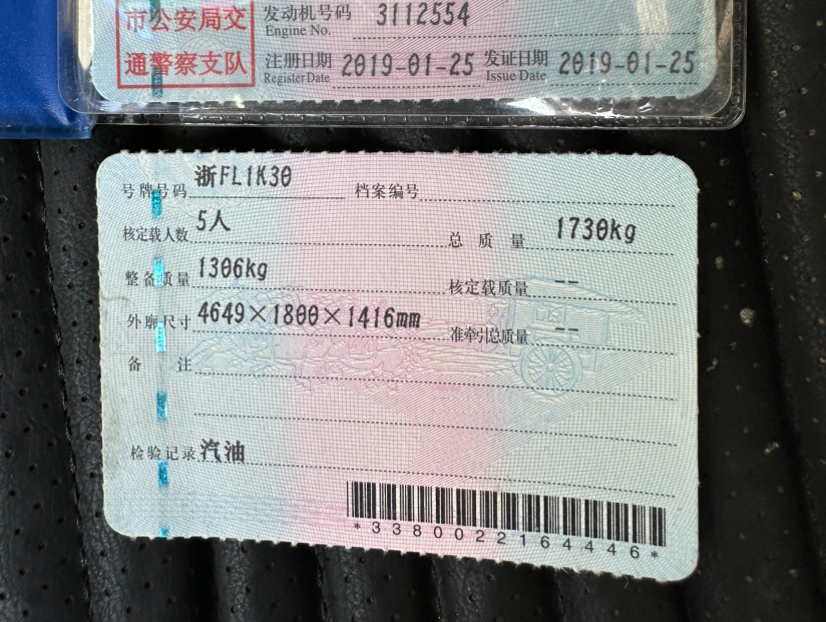 市公安局交
通警察支队
发动机号码 3112554
Engine No.
注册日期 2019-01-25 发证日期 2019-01-25
Register Date Issue Date
号牌号码 浙FL1K30 档案编号
核定载人数 5人 总质量 1730kg
整备质量 1306kg 核定载质量 --
外廓尺寸 4649×1800×1416mm 准牵引总质量 --
备注
检验记录 汽油
*3380022164446*